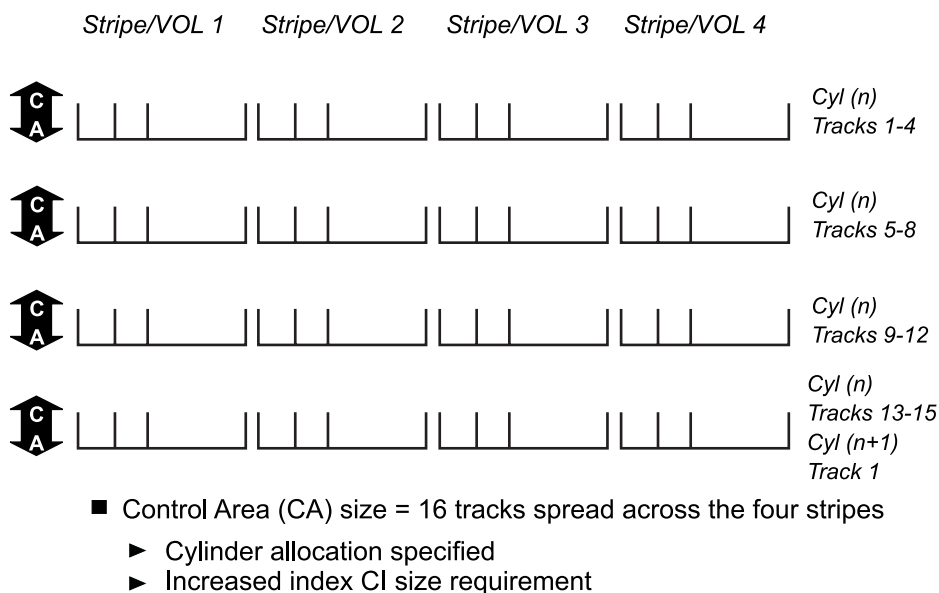 Stripe/VOL 1 Stripe/VOL 2 Stripe/VOL 3 Stripe/VOL 4
C
A
Cyl (n)
Tracks 1-4
C
A
Cyl (n)
Tracks 5-8
C
A
Cyl (n)
Tracks 9-12
C
A
Cyl (n)
Tracks 13-15
Cyl (n+1)
Track 1
■ Control Area (CA) size = 16 tracks spread across the four stripes
► Cylinder allocation specified
► Increased index CI size requirement